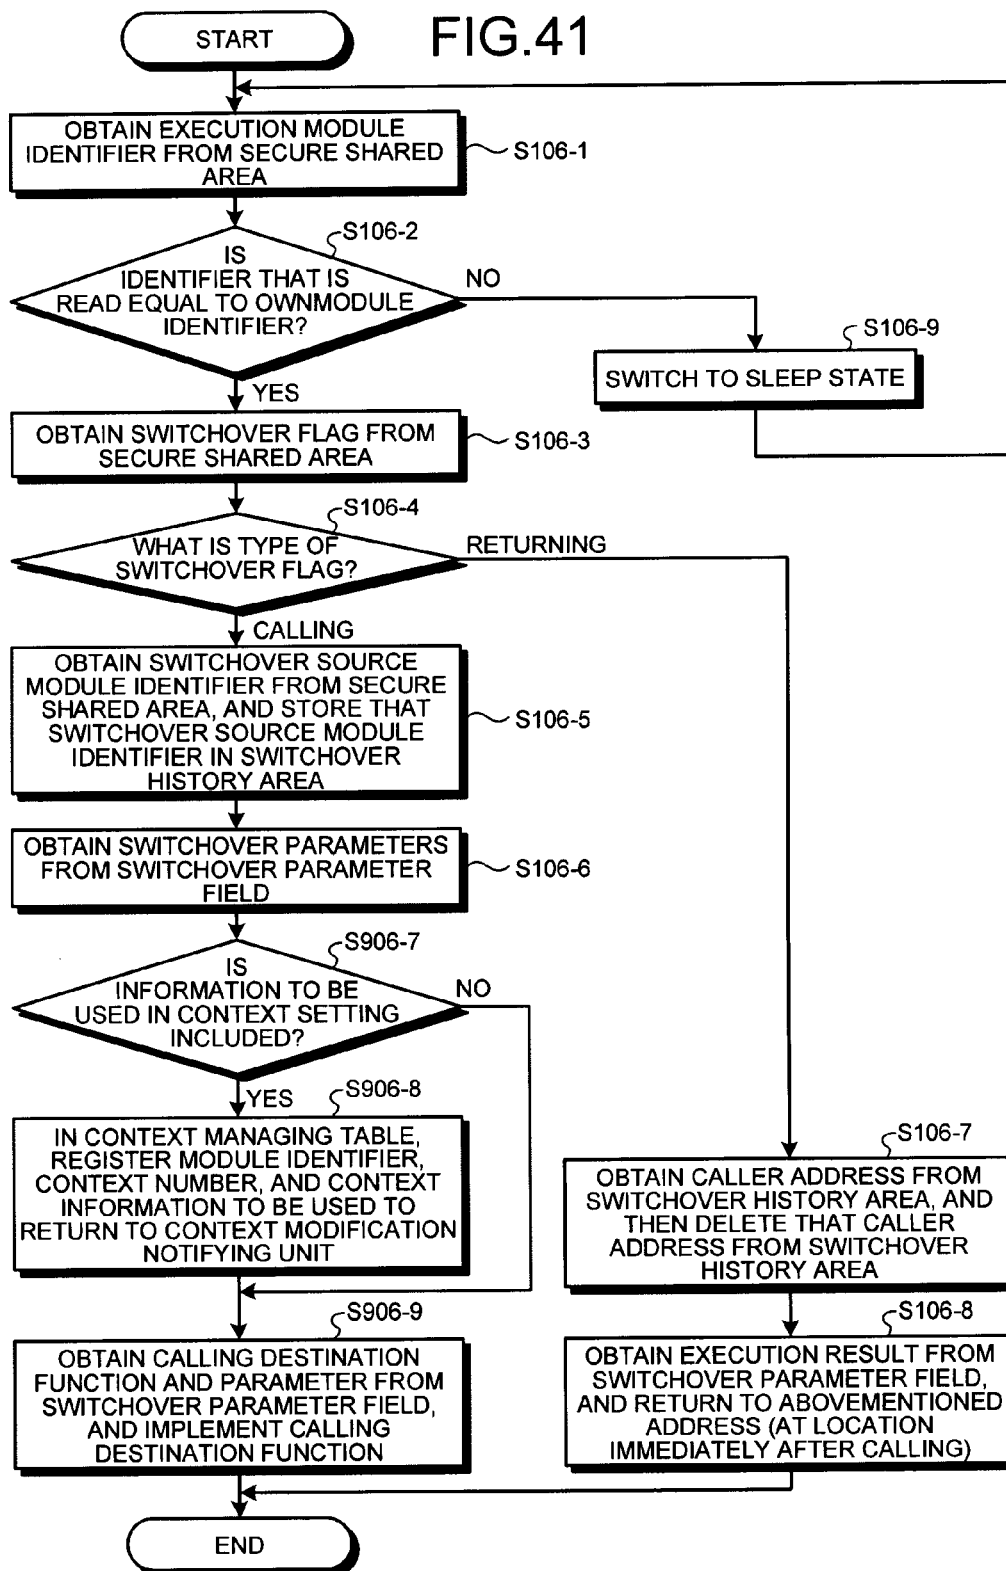 FIG.41
START
OBTAIN EXECUTION MODULE
IDENTIFIER FROM SECURE SHARED
AREA
S106-1
S106-2
IS
IDENTIFIER THAT IS
READ EQUAL TO OWNMODULE
IDENTIFIER?
NO
S106-9
SWITCH TO SLEEP STATE
YES
OBTAIN SWITCHOVER FLAG FROM
SECURE SHARED AREA
S106-3
S106-4
WHAT IS TYPE OF
SWITCHOVER FLAG?
RETURNING
CALLING
OBTAIN SWITCHOVER SOURCE
MODULE IDENTIFIER FROM SECURE
SHARED AREA, AND STORE THAT
SWITCHOVER SOURCE MODULE
IDENTIFIER IN SWITCHOVER
HISTORY AREA
S106-5
OBTAIN SWITCHOVER PARAMETERS
FROM SWITCHOVER PARAMETER
FIELD
S106-6
S906-7
IS
INFORMATION TO BE
USED IN CONTEXT SETTING
INCLUDED?
NO
YES
S906-8
IN CONTEXT MANAGING TABLE,
REGISTER MODULE IDENTIFIER,
CONTEXT NUMBER, AND CONTEXT
INFORMATION TO BE USED TO
RETURN TO CONTEXT MODIFICATION
NOTIFYING UNIT
S106-7
OBTAIN CALLER ADDRESS FROM
SWITCHOVER HISTORY AREA, AND
THEN DELETE THAT CALLER
ADDRESS FROM SWITCHOVER
HISTORY AREA
S906-9
OBTAIN CALLING DESTINATION
FUNCTION AND PARAMETER FROM
SWITCHOVER PARAMETER FIELD,
AND IMPLEMENT CALLING
DESTINATION FUNCTION
S106-8
OBTAIN EXECUTION RESULT FROM
SWITCHOVER PARAMETER FIELD,
AND RETURN TO ABOVEMENTIONED
ADDRESS (AT LOCATION
IMMEDIATELY AFTER CALLING)
END